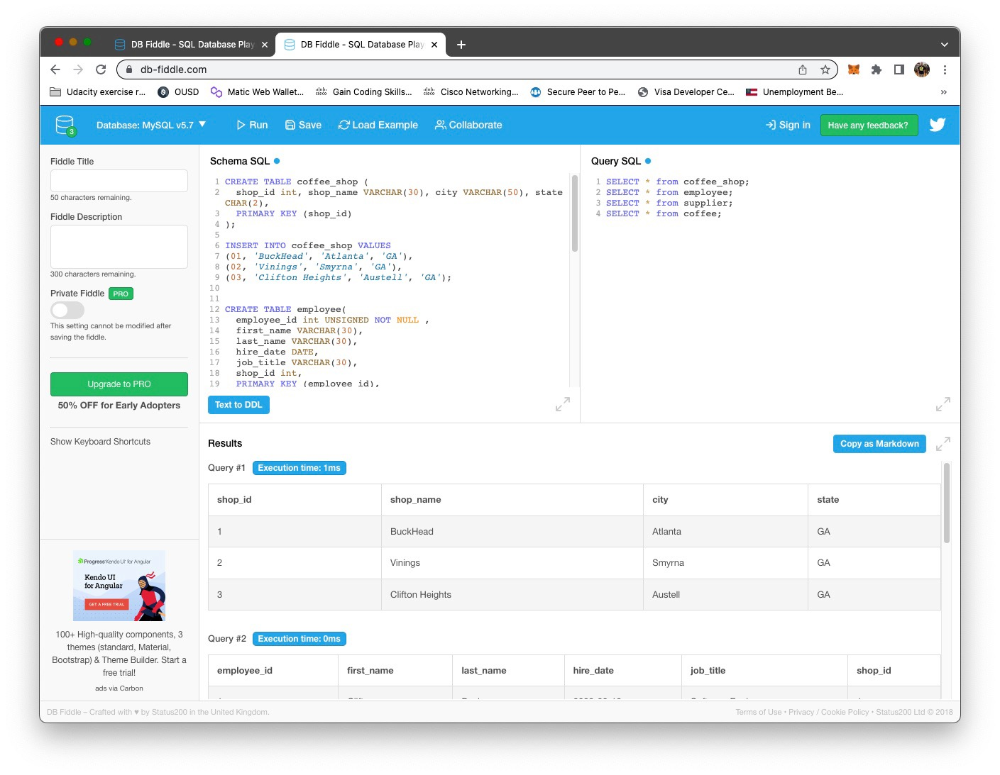 DB Fiddle - SQL Database Play
DB Fiddle - SQL Database Play
db-fiddle.com
Udacity exercise r...
OUSD
Matic Web Wallet...
Gain Coding Skills...
Cisco Networking...
Secure Peer to Pe...
Visa Developer Ce...
Unemployment Be...
»
3
Database: MySQL v5.7 ▼
Run
Save
Load Example
Collaborate
Sign in
Have any feedback?
Fiddle Title
50 characters remaining.
Fiddle Description
300 characters remaining.
Private Fiddle PRO
This setting cannot be modified after
saving the fiddle.
Upgrade to PRO
50% OFF for Early Adopters
Show Keyboard Shortcuts
Progress Kendo UI for Angular
Kendo UI
for Angular
GET A FREE TRIAL
100+ High-quality components, 3
themes (standard, Material,
Bootstrap) & Theme Builder. Start a
free trial!
ads via Carbon
Schema SQL
1 CREATE TABLE coffee_shop (
2 shop_id int, shop_name VARCHAR(30), city VARCHAR(50), state
CHAR(2),
3 PRIMARY KEY (shop_id)
4 );
5
6 INSERT INTO coffee_shop VALUES
7 (01, 'BuckHead', 'Atlanta', 'GA'),
8 (02, 'Vinings', 'Smyrna', 'GA'),
9 (03, 'Clifton Heights', 'Austell', 'GA');
10
11
12 CREATE TABLE employee(
13 employee_id int UNSIGNED NOT NULL ,
14 first_name VARCHAR(30),
15 last_name VARCHAR(30),
16 hire_date DATE,
17 job_title VARCHAR(30),
18 shop_id int,
19 PRIMARY KEY (employee_id),
Text to DDL
Query SQL
1 SELECT * from coffee_shop;
2 SELECT * from employee;
3 SELECT * from supplier;
4 SELECT * from coffee;
Results
Copy as Markdown
Query #1 Execution time: 1ms
shop_id shop_name city state
1 BuckHead Atlanta GA
2 Vinings Smyrna GA
3 Clifton Heights Austell GA
Query #2 Execution time: 0ms
employee_id first_name last_name hire_date job_title shop_id
DB Fiddle – Crafted with ♥ by Status200 in the United Kingdom.
Terms of Use • Privacy / Cookie Policy • Status200 Ltd © 2018